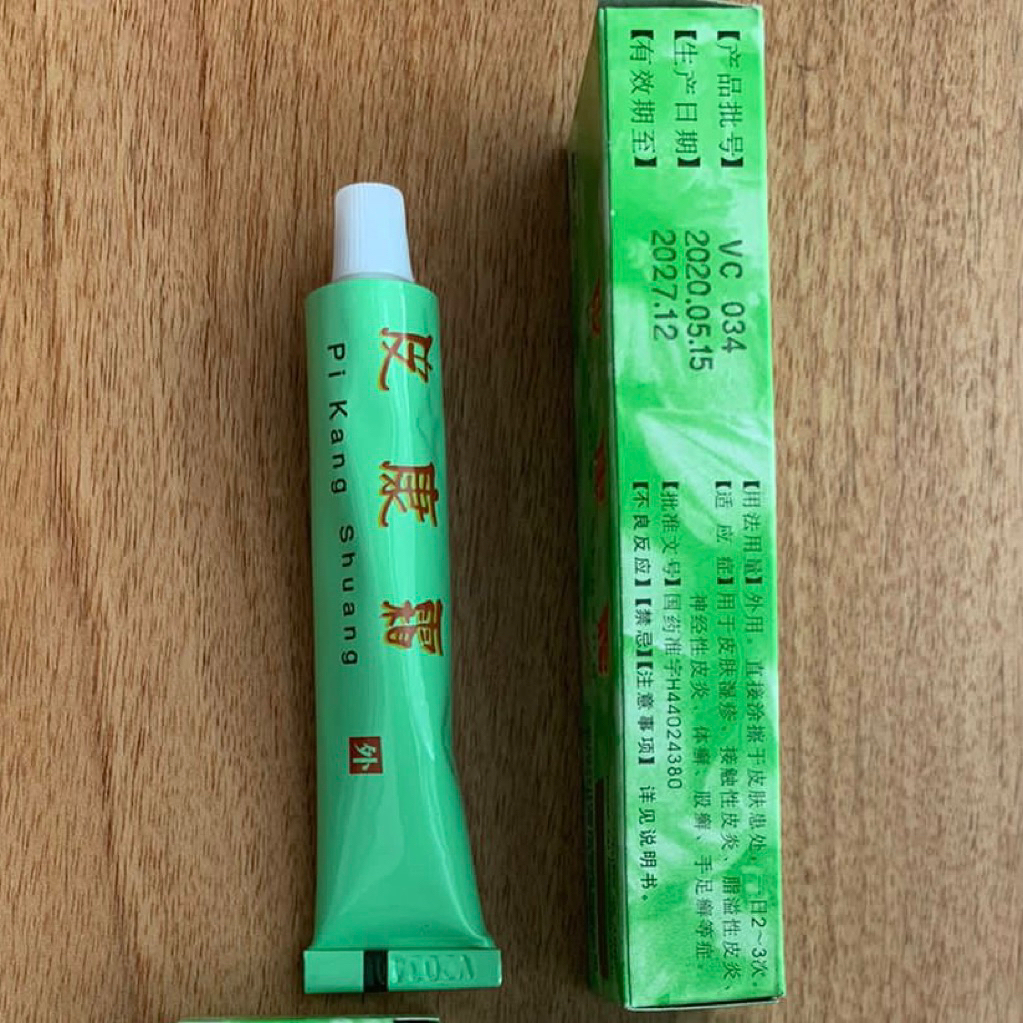 皮康霜
Pi Kang Shuang
外
【产品批号】 VC 034
【生产日期】 2020.05.15
【有效期至】 2027.12
【用法用量】外用。直接涂擦于皮肤患处,一日2~3次。
【适 应 症】用于皮肤湿疹、接触性皮炎、脂溢性皮炎、
神经性皮炎、体癣、股癣、手足癣等症。
【批准文号】国药准字H44024380
【不良反应】【禁忌】【注意事项】详见说明书。